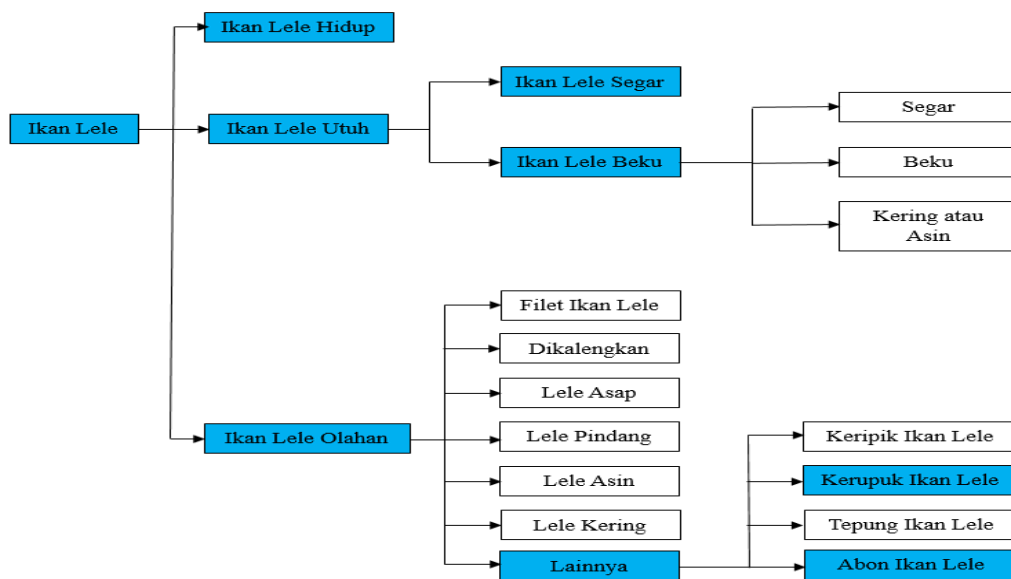 Ikan Lele Hidup
Ikan Lele Segar
Segar
Ikan Lele
Ikan Lele Utuh
Ikan Lele Beku
Beku
Kering atau
Asin
Filet Ikan Lele
Dikalengkan
Lele Asap
Ikan Lele Olahan
Lele Pindang
Keripik Ikan Lele
Lele Asin
Kerupuk Ikan Lele
Lele Kering
Tepung Ikan Lele
Lainnya
Abon Ikan Lele